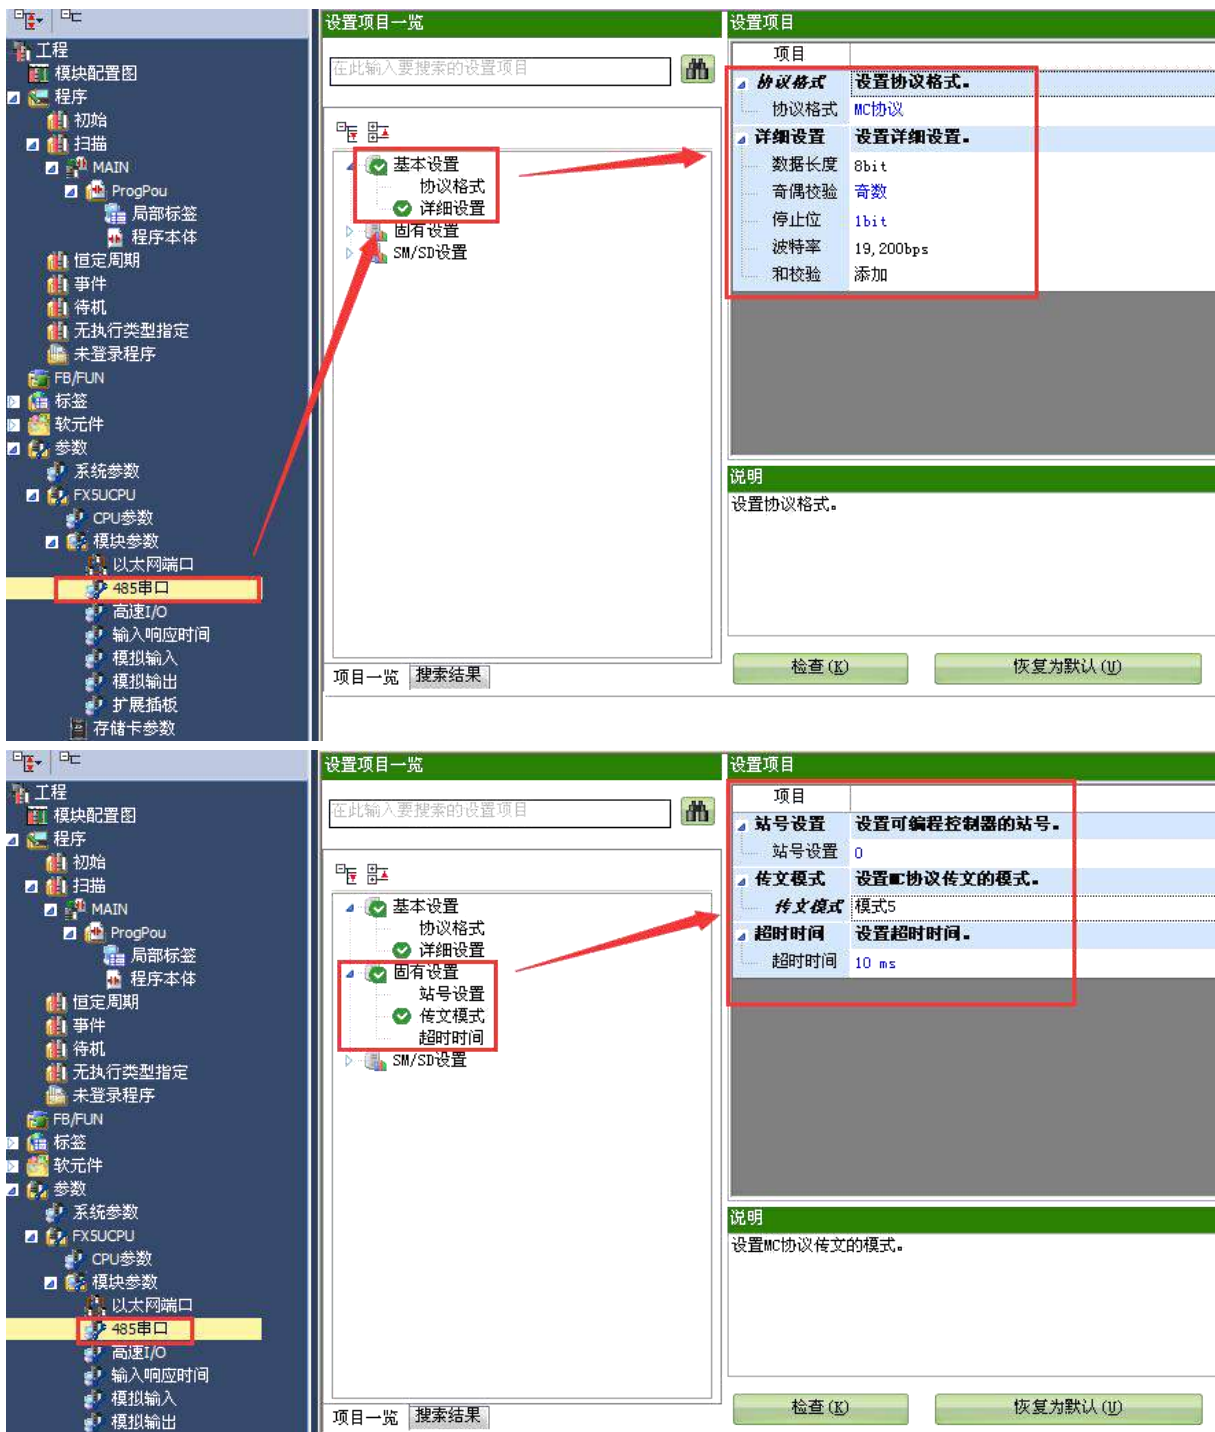 工程
模块配置图
程序
初始
扫描
MAIN
ProgPou
局部标签
程序本体
恒定周期
事件
待机
无执行类型指定
未登录程序
FB/FUN
标签
软元件
参数
系统参数
FX5UCPU
CPU参数
模块参数
以太网端口
485串口
高速I/O
输入响应时间
模拟输入
模拟输出
扩展插板
存储卡参数
设置项目一览
在此输入要搜索的设置项目
基本设置
协议格式
详细设置
固有设置
SM/SD设置
项目一览 搜索结果
设置项目
项目
协议格式 设置协议格式。
协议格式 MC协议
详细设置 设置详细设置。
数据长度 8bit
奇偶校验 奇数
停止位 1bit
波特率 19,200bps
和校验 添加
说明
设置协议格式。
检查(K) 恢复为默认(U)
工程
模块配置图
程序
初始
扫描
MAIN
ProgPou
局部标签
程序本体
恒定周期
事件
待机
无执行类型指定
未登录程序
FB/FUN
标签
软元件
参数
系统参数
FX5UCPU
CPU参数
模块参数
以太网端口
485串口
高速I/O
输入响应时间
模拟输入
模拟输出
设置项目一览
在此输入要搜索的设置项目
基本设置
协议格式
详细设置
固有设置
站号设置
传文模式
超时时间
SM/SD设置
项目一览 搜索结果
设置项目
项目
站号设置 设置可编程控制器的站号。
站号设置 0
传文模式 设置MC协议传文的模式。
传文模式 模式5
超时时间 设置超时时间。
超时时间 10 ms
说明
设置MC协议传文的模式。
检查(K) 恢复为默认(U)